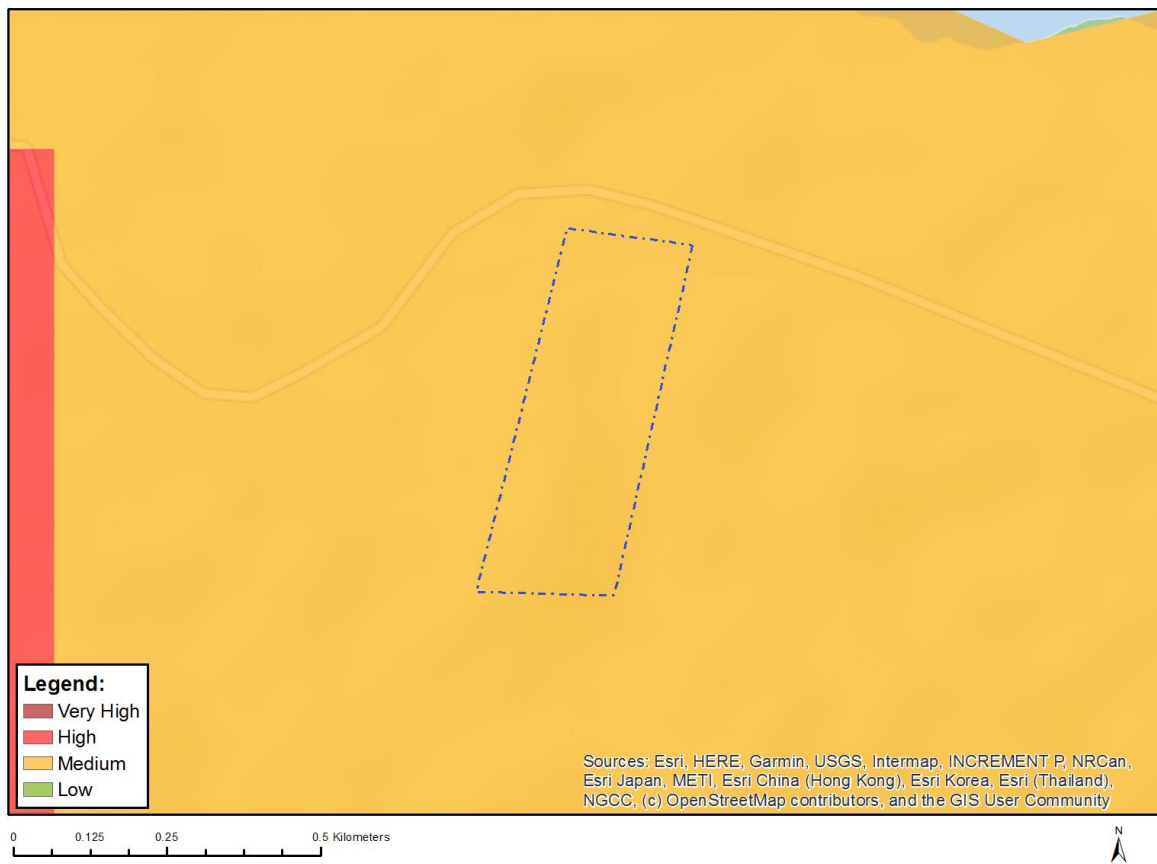 Legend:
Very High
High
Medium
Low
Sources: Esri, HERE, Garmin, USGS, Intermap, INCREMENT P, NRCan,
Esri Japan, METI, Esri China (Hong Kong), Esri Korea, Esri (Thailand),
NGCC, (c) OpenStreetMap contributors, and the GIS User Community
0 0.125 0.25 0.5 Kilometers
N